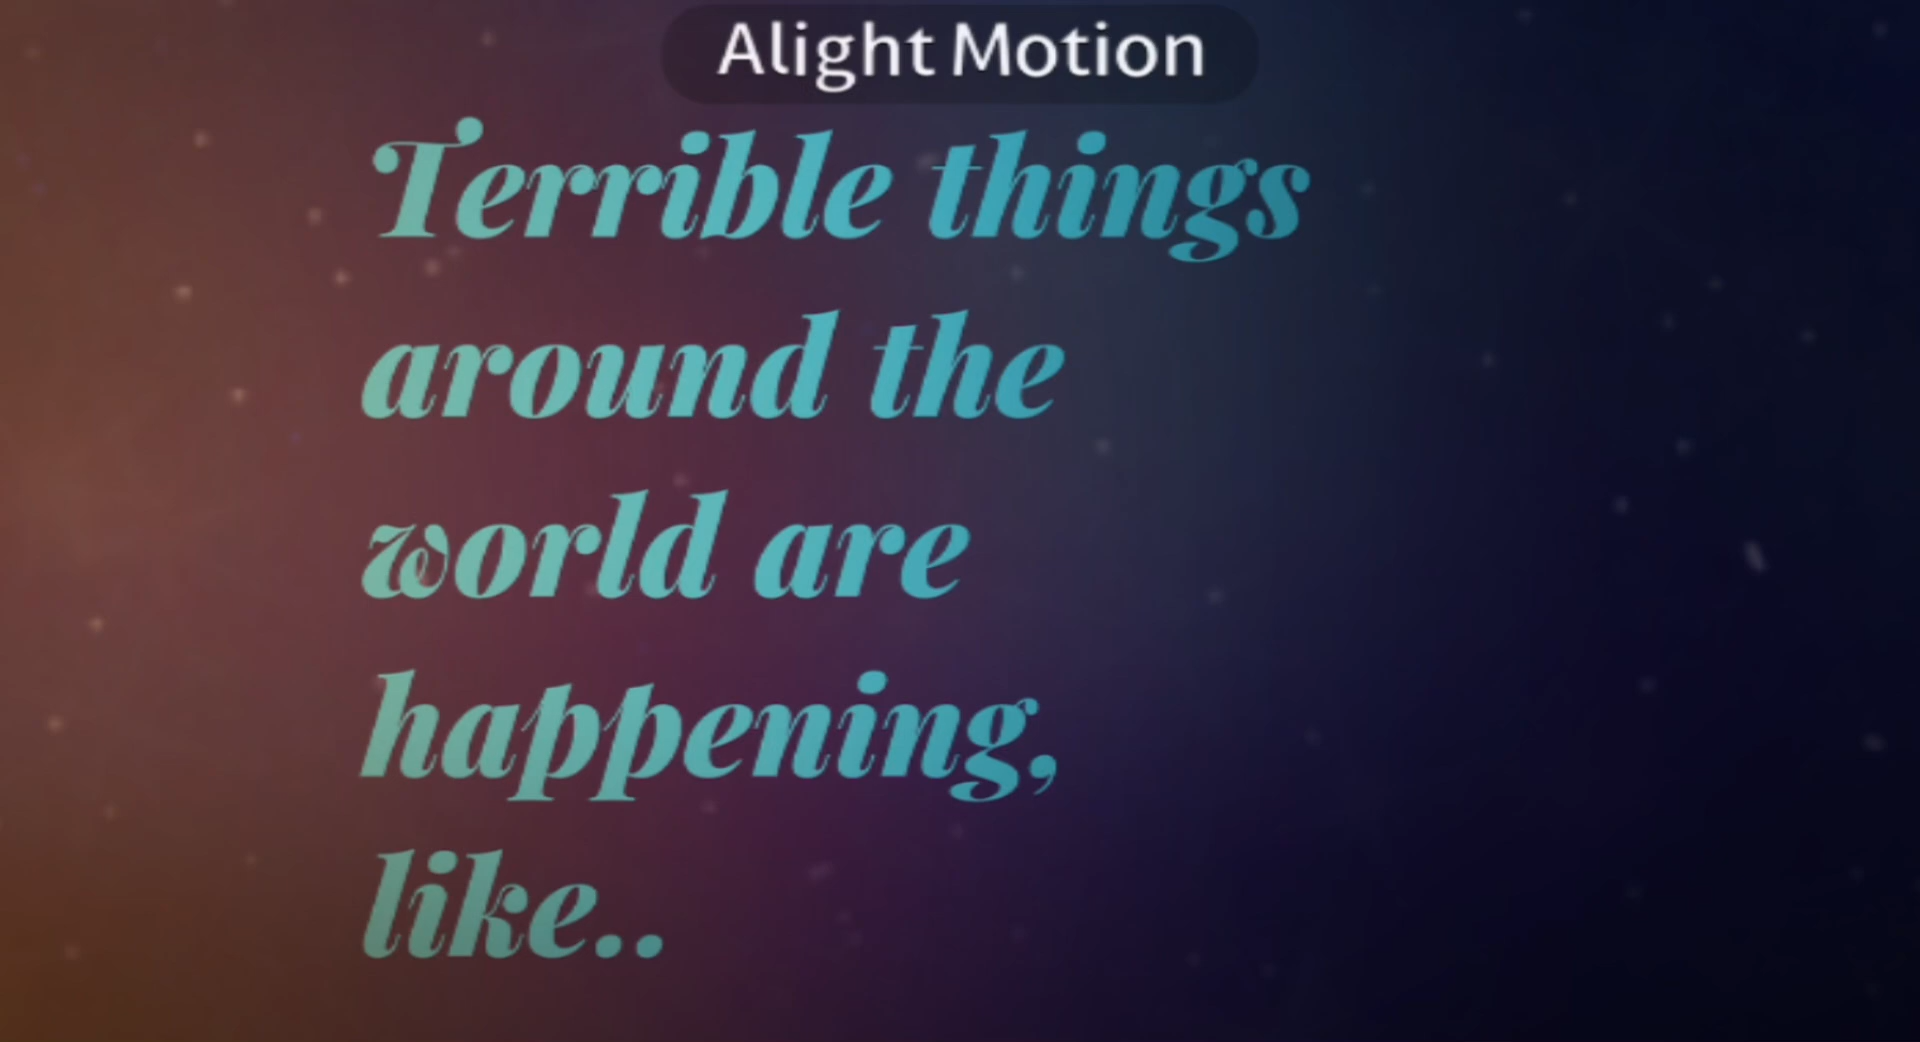 Alight Motion
Terrible things
around the
world are
happening,
like..